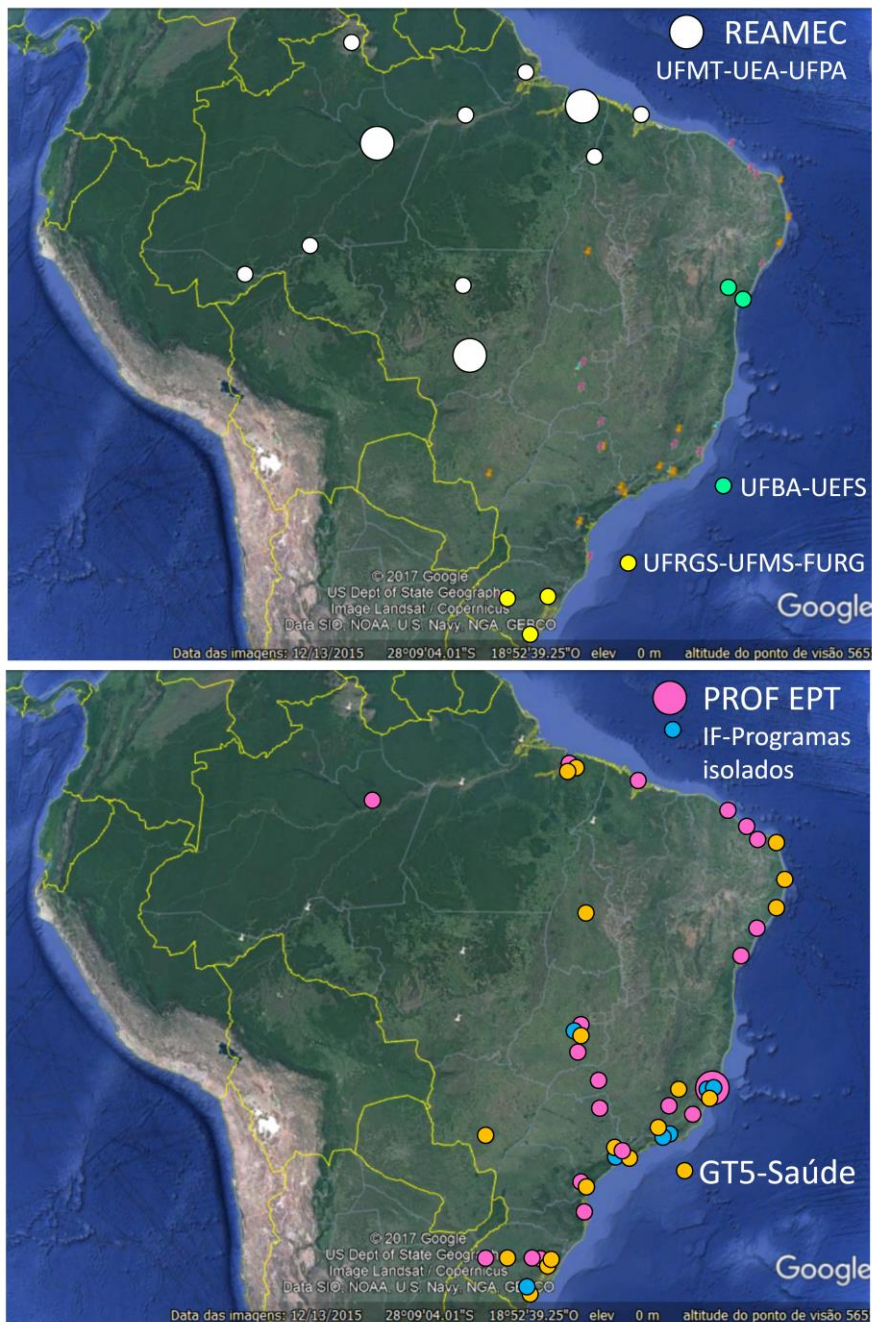 REAMEC
UFMT-UEA-UFPA
UFBA-UEFS
UFRGS-UFMS-FURG
© 2017 Google
US Dept of State Geographer
Image Landsat / Copernicus
Data SIO, NOAA, U.S. Navy, NGA, GEBCO
Google
Data das imagens: 12/13/2015 28°09'04.01"S 18°52'39.25"O elev 0 m altitude do ponto de visão 565
PROF EPT
IF-Programas
isolados
GT5-Saúde
© 2017 Google
US Dept of State Geographer
Image Landsat / Copernicus
Data SIO, NOAA, U.S. Navy, NGA, GEBCO
Google
Data das imagens: 12/13/2015 28°09'04.01"S 18°52'39.25"O elev 0 m altitude do ponto de visão 565